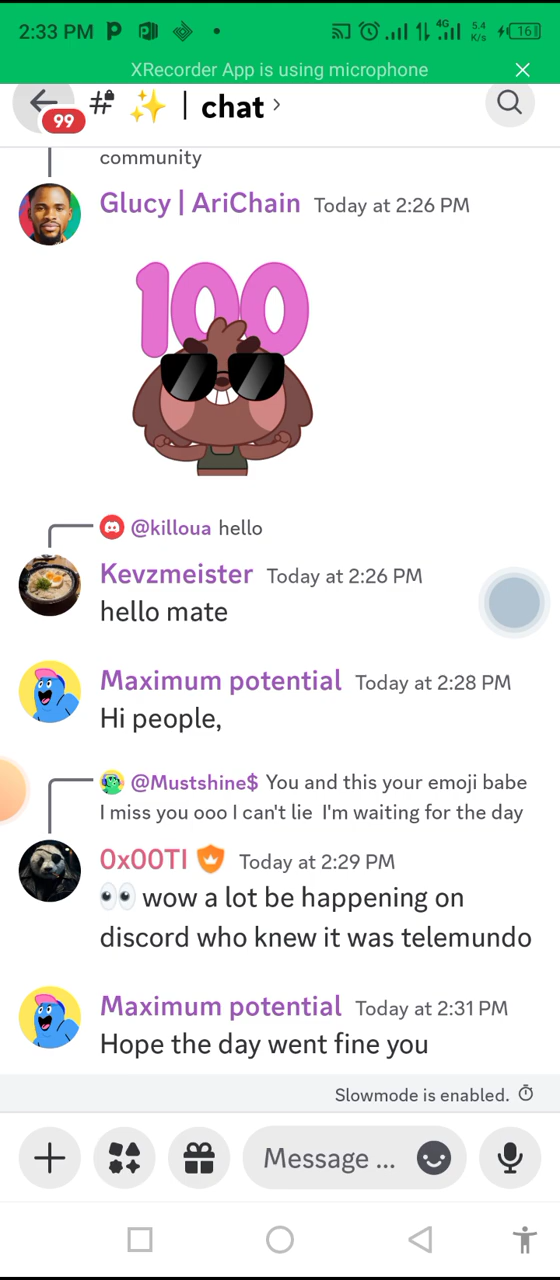 2:33 PM
4G
5.4
K/s
16
XRecorder App is using microphone
99
# ✨ | chat
community
Glucy | AriChain Today at 2:26 PM
100
@killoua hello
Kevzmeister Today at 2:26 PM
hello mate
Maximum potential Today at 2:28 PM
Hi people,
@Mustshine$ You and this your emoji babe
I miss you ooo I can't lie I'm waiting for the day
0x00TI Today at 2:29 PM
👀 wow a lot be happening on
discord who knew it was telemundo
Maximum potential Today at 2:31 PM
Hope the day went fine you
Slowmode is enabled.
Message ...